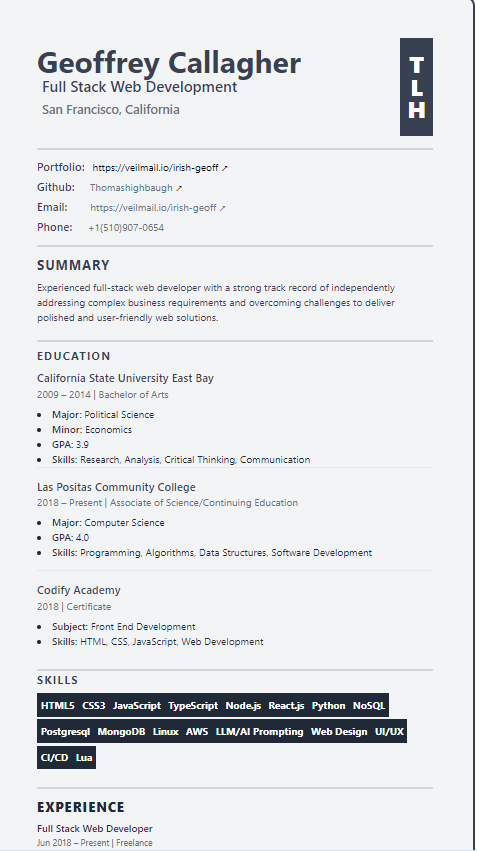 Geoffrey Callagher
Full Stack Web Development
San Francisco, California
T
L
H
Portfolio: https://veilmail.io/irish-geoff ↗
Github: Thomashighbaugh ↗
Email: https://veilmail.io/irish-geoff ↗
Phone: +1(510)907-0654
SUMMARY
Experienced full-stack web developer with a strong track record of independently
addressing complex business requirements and overcoming challenges to deliver
polished and user-friendly web solutions.
EDUCATION
California State University East Bay
2009 – 2014 | Bachelor of Arts
• Major: Political Science
• Minor: Economics
• GPA: 3.9
• Skills: Research, Analysis, Critical Thinking, Communication
Las Positas Community College
2018 – Present | Associate of Science/Continuing Education
• Major: Computer Science
• GPA: 4.0
• Skills: Programming, Algorithms, Data Structures, Software Development
Codify Academy
2018 | Certificate
• Subject: Front End Development
• Skills: HTML, CSS, JavaScript, Web Development
SKILLS
HTML5 CSS3 JavaScript TypeScript Node.js React.js Python NoSQL
Postgresql MongoDB Linux AWS LLM/AI Prompting Web Design UI/UX
CI/CD Lua
EXPERIENCE
Full Stack Web Developer
Jun 2018 – Present | Freelance